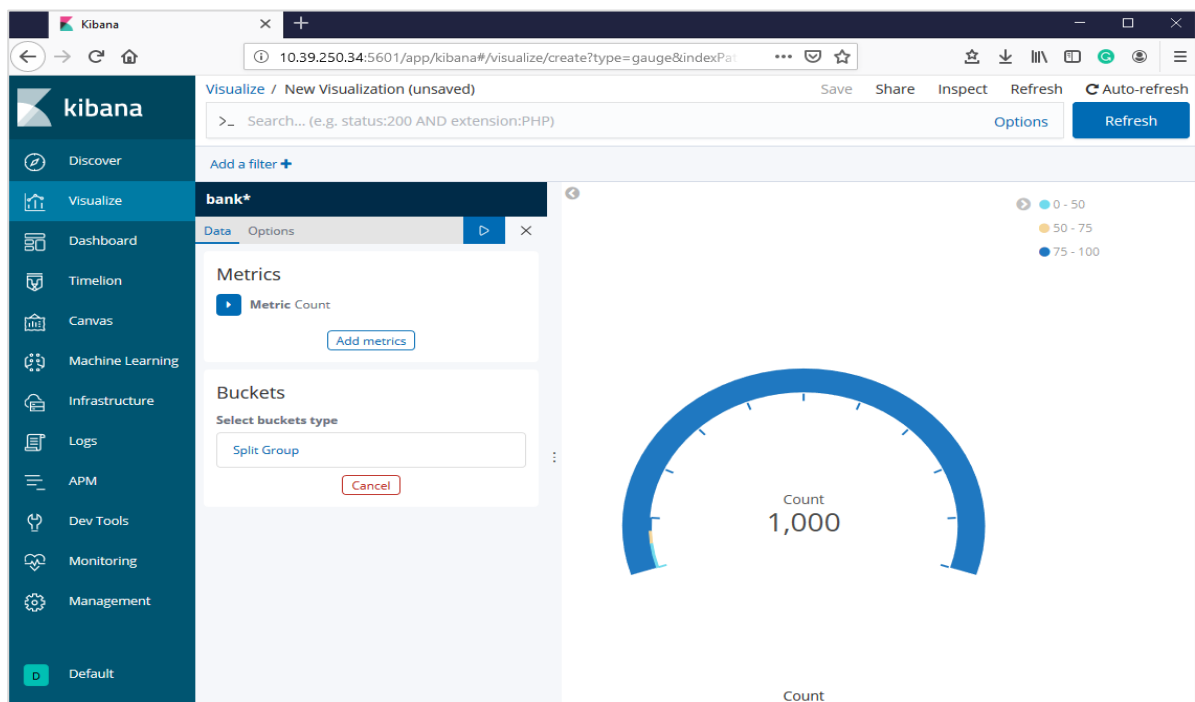 Kibana
10.39.250.34:5601/app/kibana#/visualize/create?type=gauge&indexPat
kibana
Visualize / New Visualization (unsaved)
Save Share Inspect Refresh Auto-refresh
>_ Search... (e.g. status:200 AND extension:PHP)
Options
Refresh
Add a filter +
Discover
Visualize
Dashboard
Timelion
Canvas
Machine Learning
Infrastructure
Logs
APM
Dev Tools
Monitoring
Management
D Default
bank*
Data Options
Metrics
Metric Count
Add metrics
Buckets
Select buckets type
Split Group
Cancel
0 - 50
50 - 75
75 - 100
Count
1,000
Count